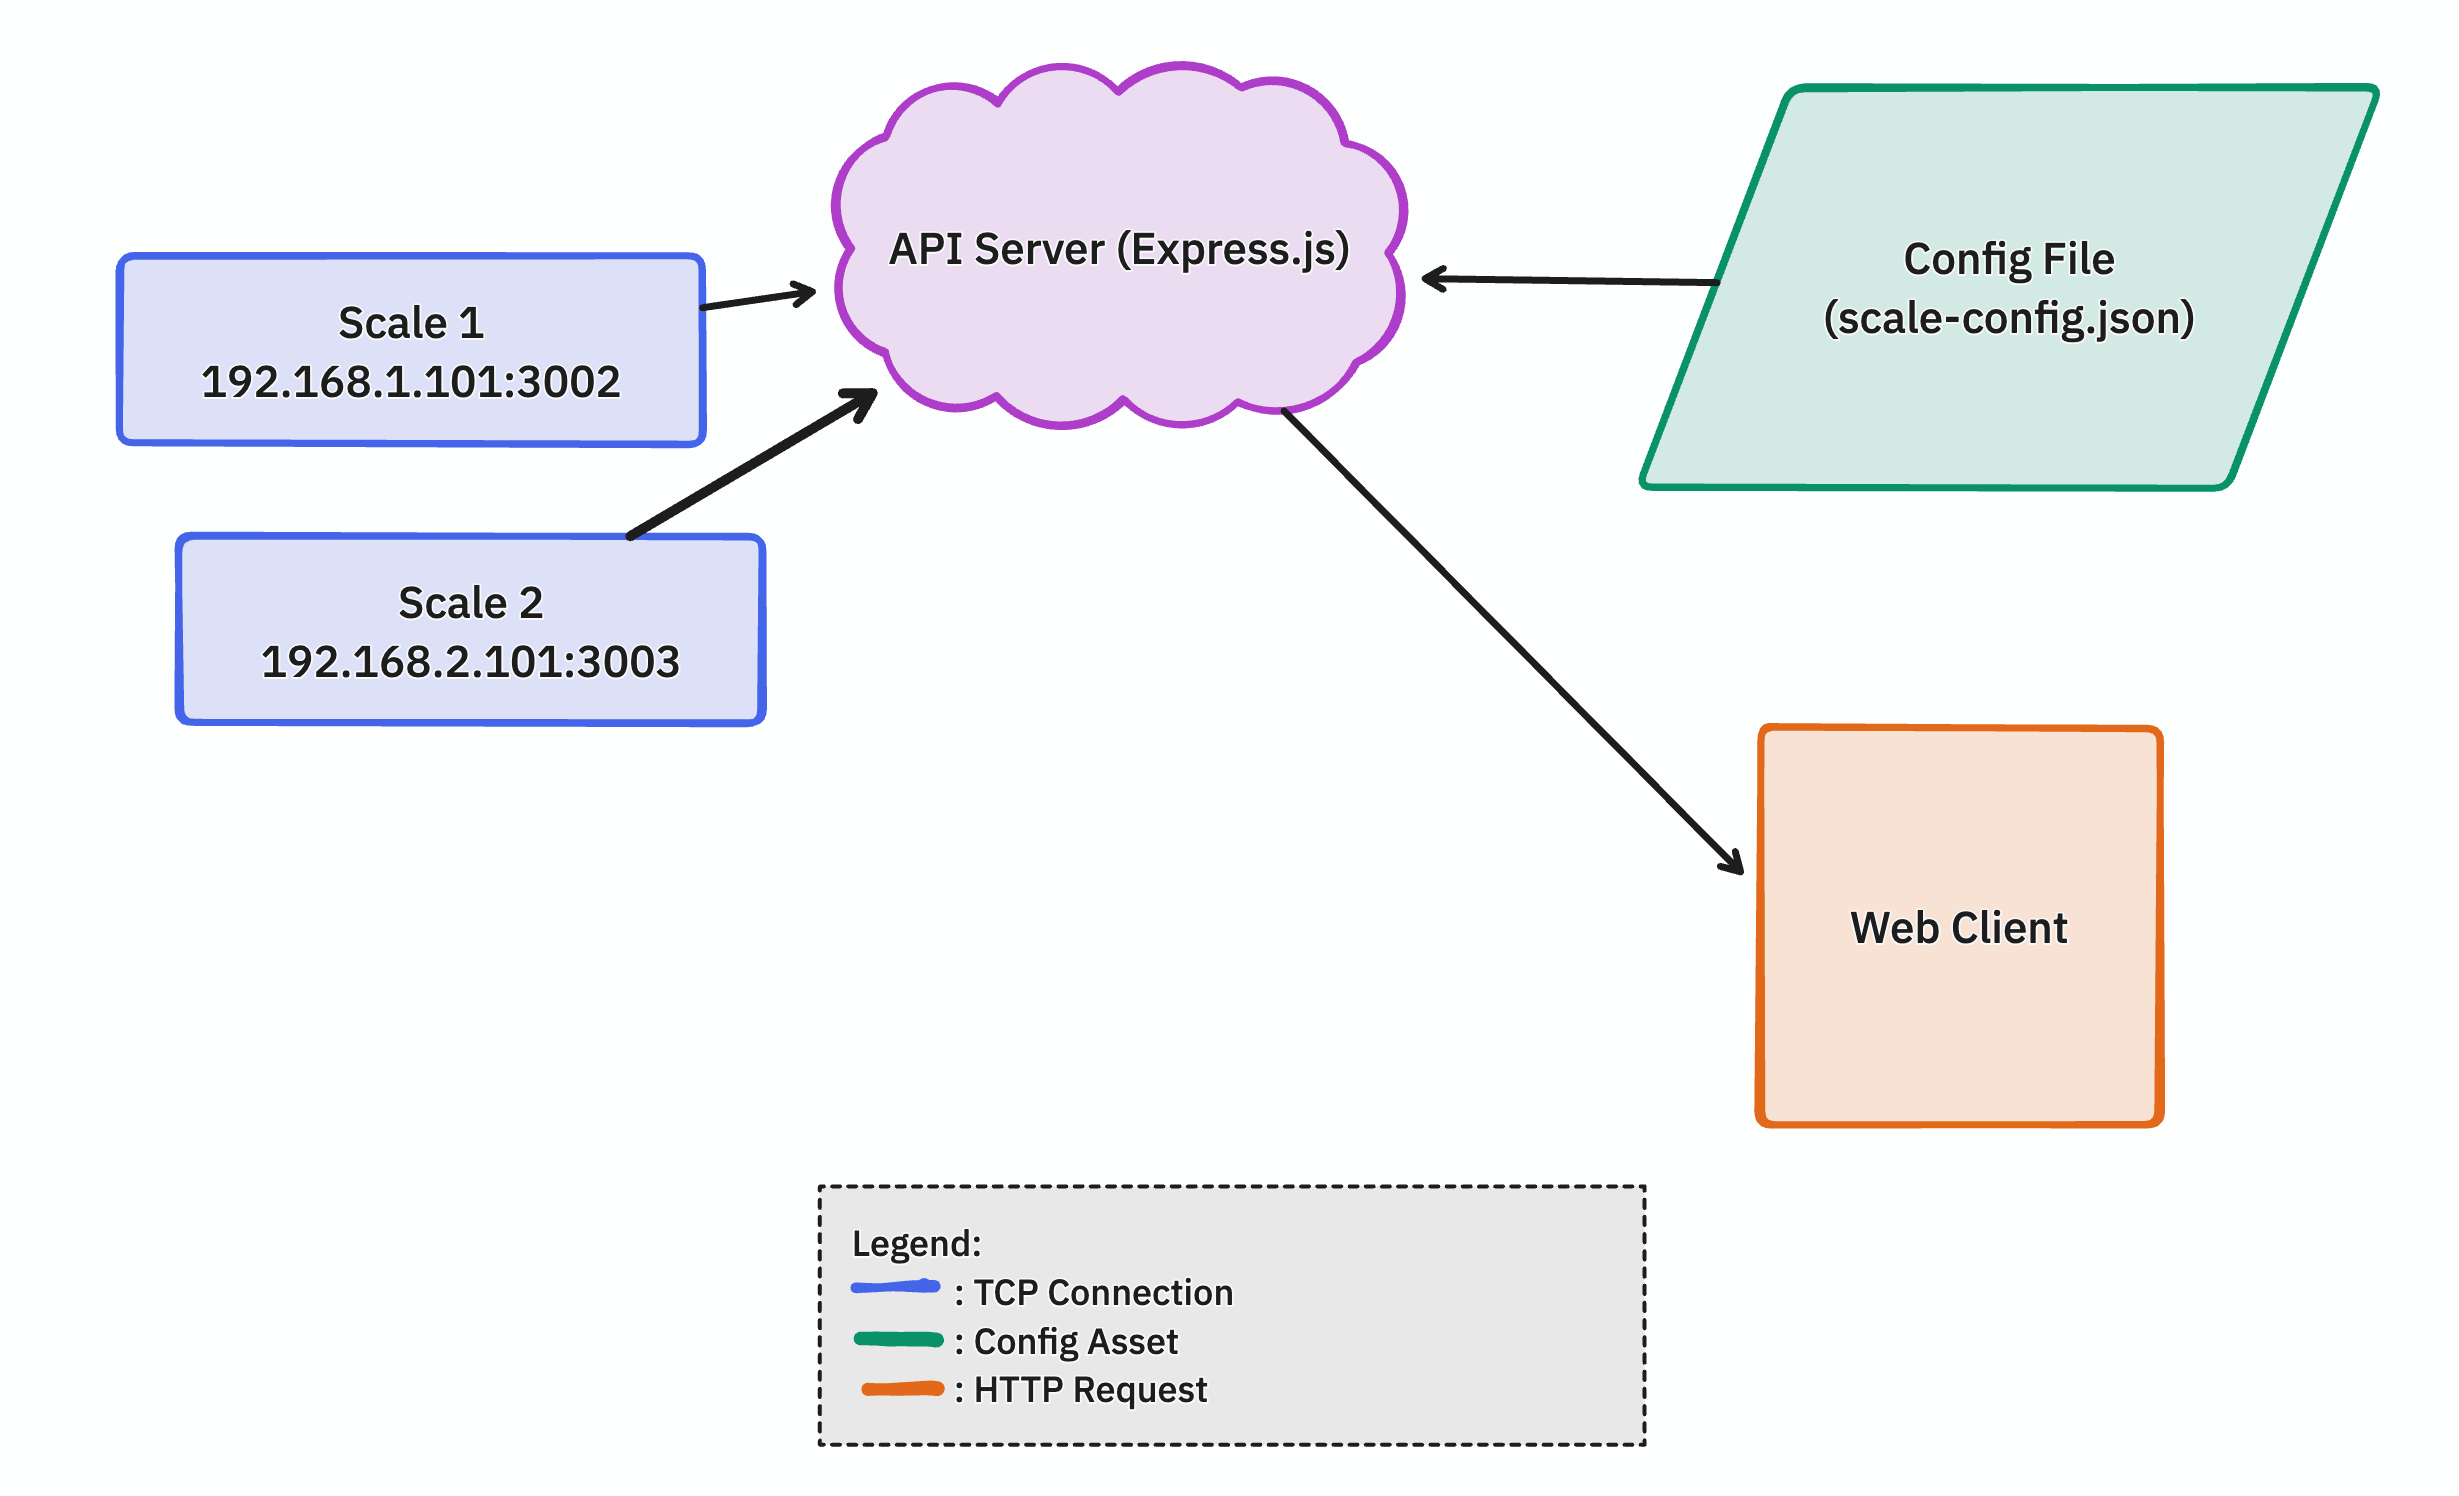 API Server (Express.js)
Config File
(scale-config.json)
Scale 1
192.168.1.101:3002
Scale 2
192.168.2.101:3003
Web Client
Legend:
: TCP Connection
: Config Asset
: HTTP Request